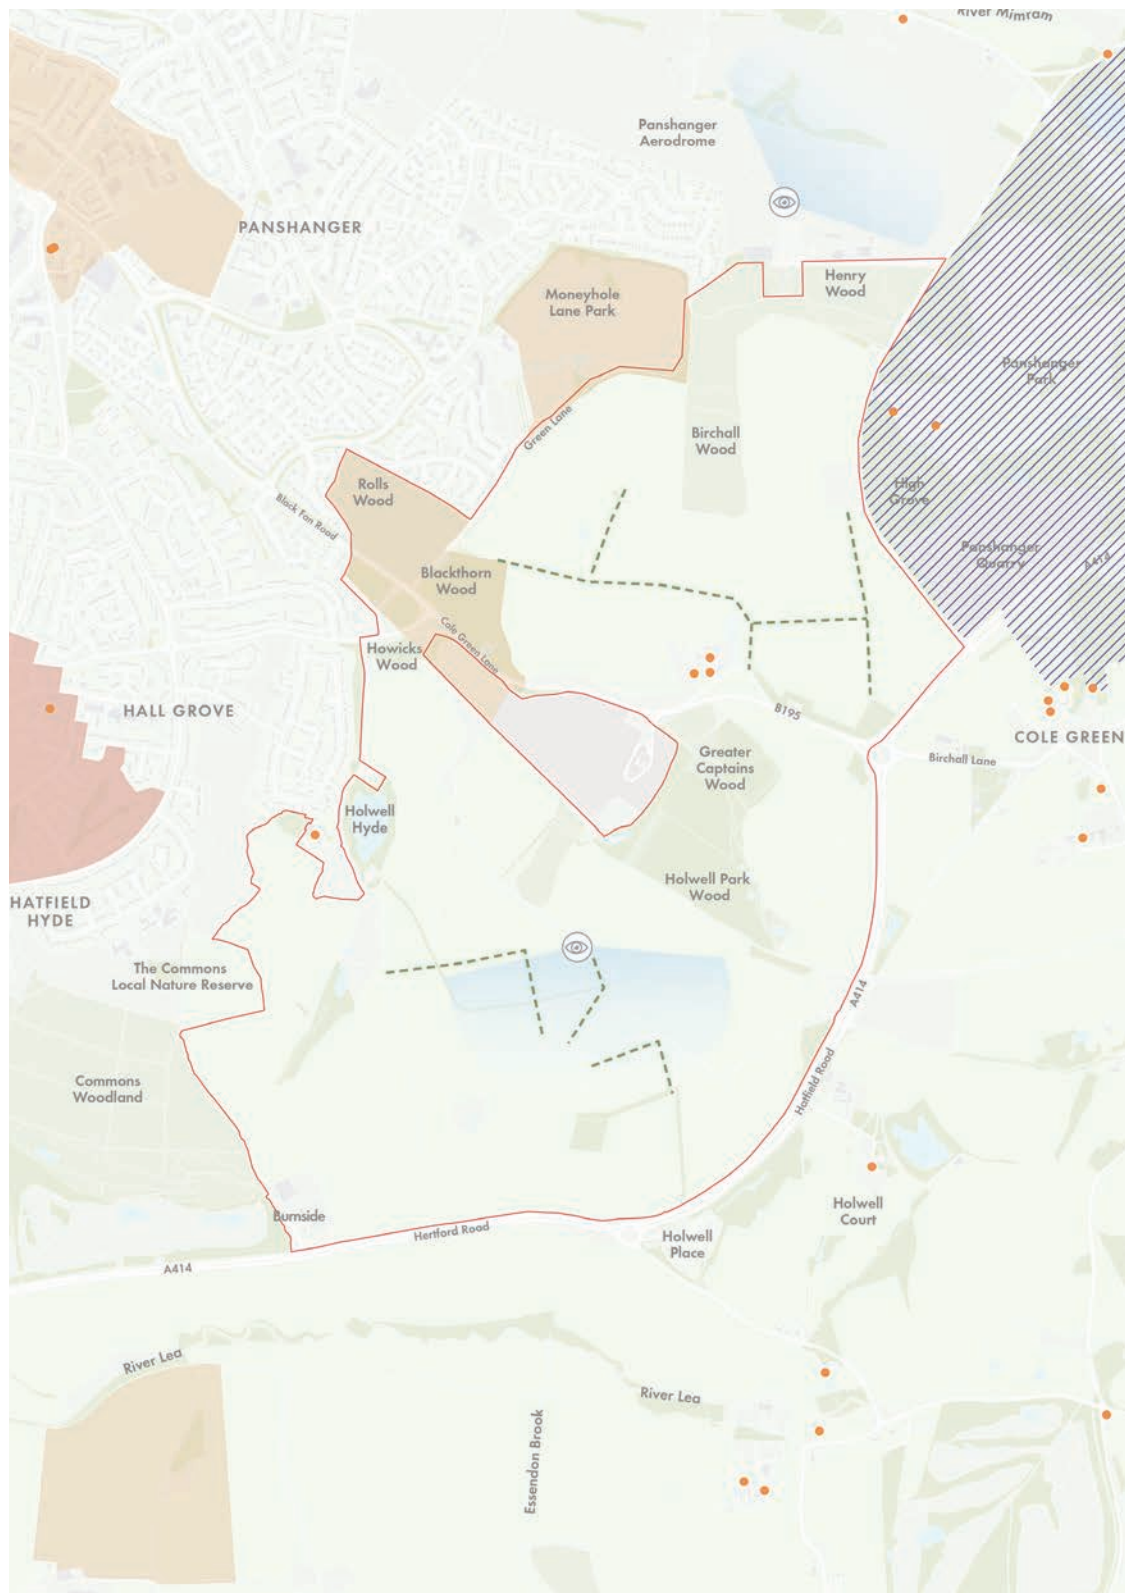 River Mimram
Panshanger
Aerodrome
PANSHANGER
Henry
Wood
Moneyhole
Lane Park
Panshanger
Park
Green Lane
Birchall
Wood
Rolls
Wood
High
Grove
Black Fan Road
Panshanger
Quarry
A414
Blackthorn
Wood
Cole Green Lane
Howicks
Wood
HALL GROVE
B195
COLE GREEN
Greater
Captains
Wood
Birchall Lane
Holwell
Hyde
Holwell Park
Wood
HATFIELD
HYDE
The Commons
Local Nature Reserve
A414
Commons
Woodland
Hatfield Road
Holwell
Court
Burnside
Hertford Road
Holwell
Place
A414
River Lea
River Lea
Essendon Brook